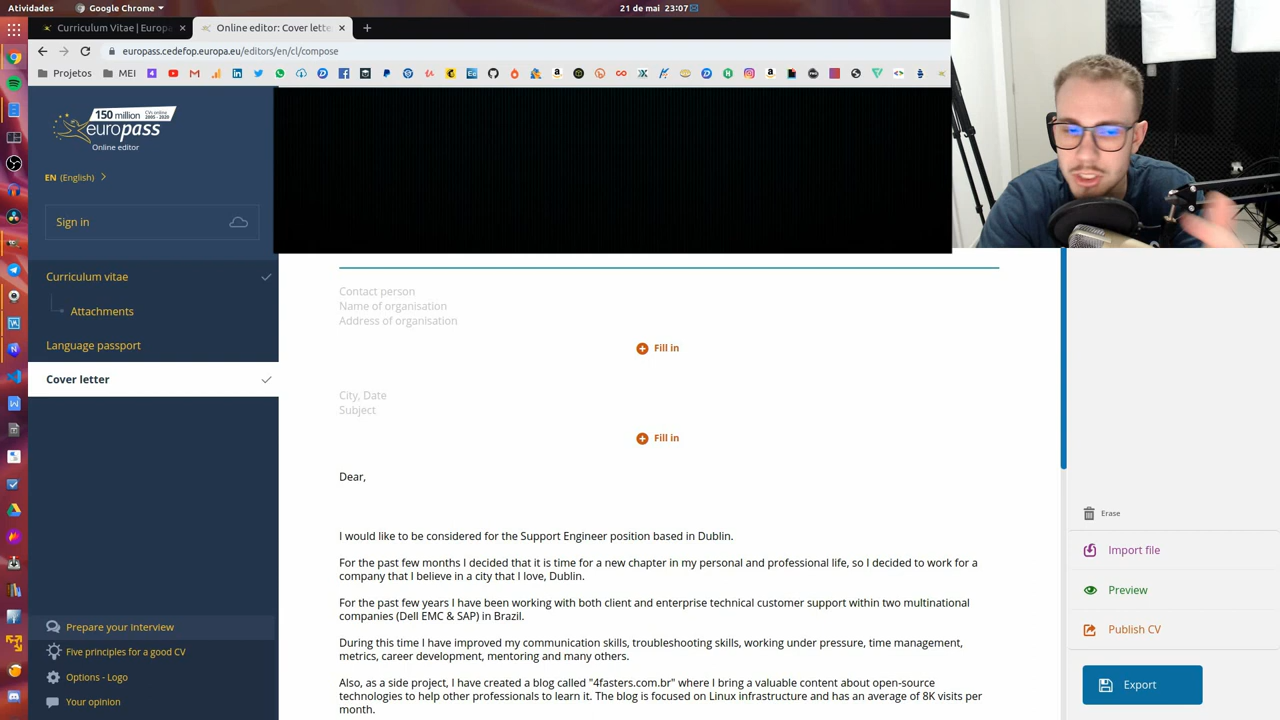 Atividades
Google Chrome
21 de mai 23:07
Curriculum Vitae | Europa
Online editor: Cover lette
europass.cedefop.europa.eu/editors/en/cl/compose
Projetos
MEI
150 million
CVs online
2005 - 2020
europass
Online editor
EN (English)
Sign in
Curriculum vitae
Attachments
Language passport
Cover letter
Prepare your interview
Five principles for a good CV
Options - Logo
Your opinion
Contact person
Name of organisation
Address of organisation
Fill in
City, Date
Subject
Fill in
Dear,
I would like to be considered for the Support Engineer position based in Dublin.
For the past few months I decided that it is time for a new chapter in my personal and professional life, so I decided to work for a
company that I believe in a city that I love, Dublin.
For the past few years I have been working with both client and enterprise technical customer support within two multinational
companies (Dell EMC & SAP) in Brazil.
During this time I have improved my communication skills, troubleshooting skills, working under pressure, time management,
metrics, career development, mentoring and many others.
Also, as a side project, I have created a blog called "4fasters.com.br" where I bring a valuable content about open-source
technologies to help other professionals to learn it. The blog is focused on Linux infrastructure and has an average of 8K visits per
month.
Erase
Import file
Preview
Publish CV
Export